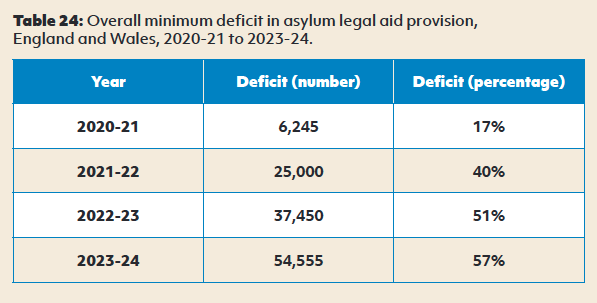 Table 24: Overall minimum deficit in asylum legal aid provision,
England and Wales, 2020-21 to 2023-24.
Year Deficit (number) Deficit (percentage)
2020-21 6,245 17%
2021-22 25,000 40%
2022-23 37,450 51%
2023-24 54,555 57%